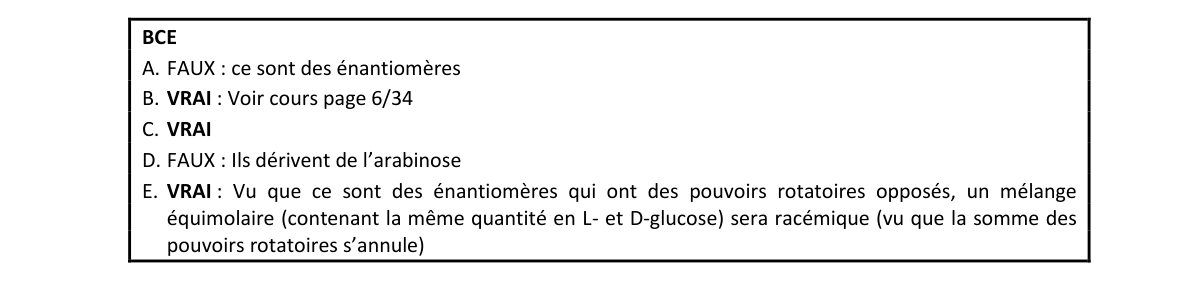 BCE
A. FAUX : ce sont des énantiomères
B. VRAI : Voir cours page 6/34
C. VRAI
D. FAUX : Ils dérivent de l’arabinose
E. VRAI : Vu que ce sont des énantiomères qui ont des pouvoirs rotatoires opposés, un mélange
équimolaire (contenant la même quantité en L- et D-glucose) sera racémique (vu que la somme des
pouvoirs rotatoires s’annule)